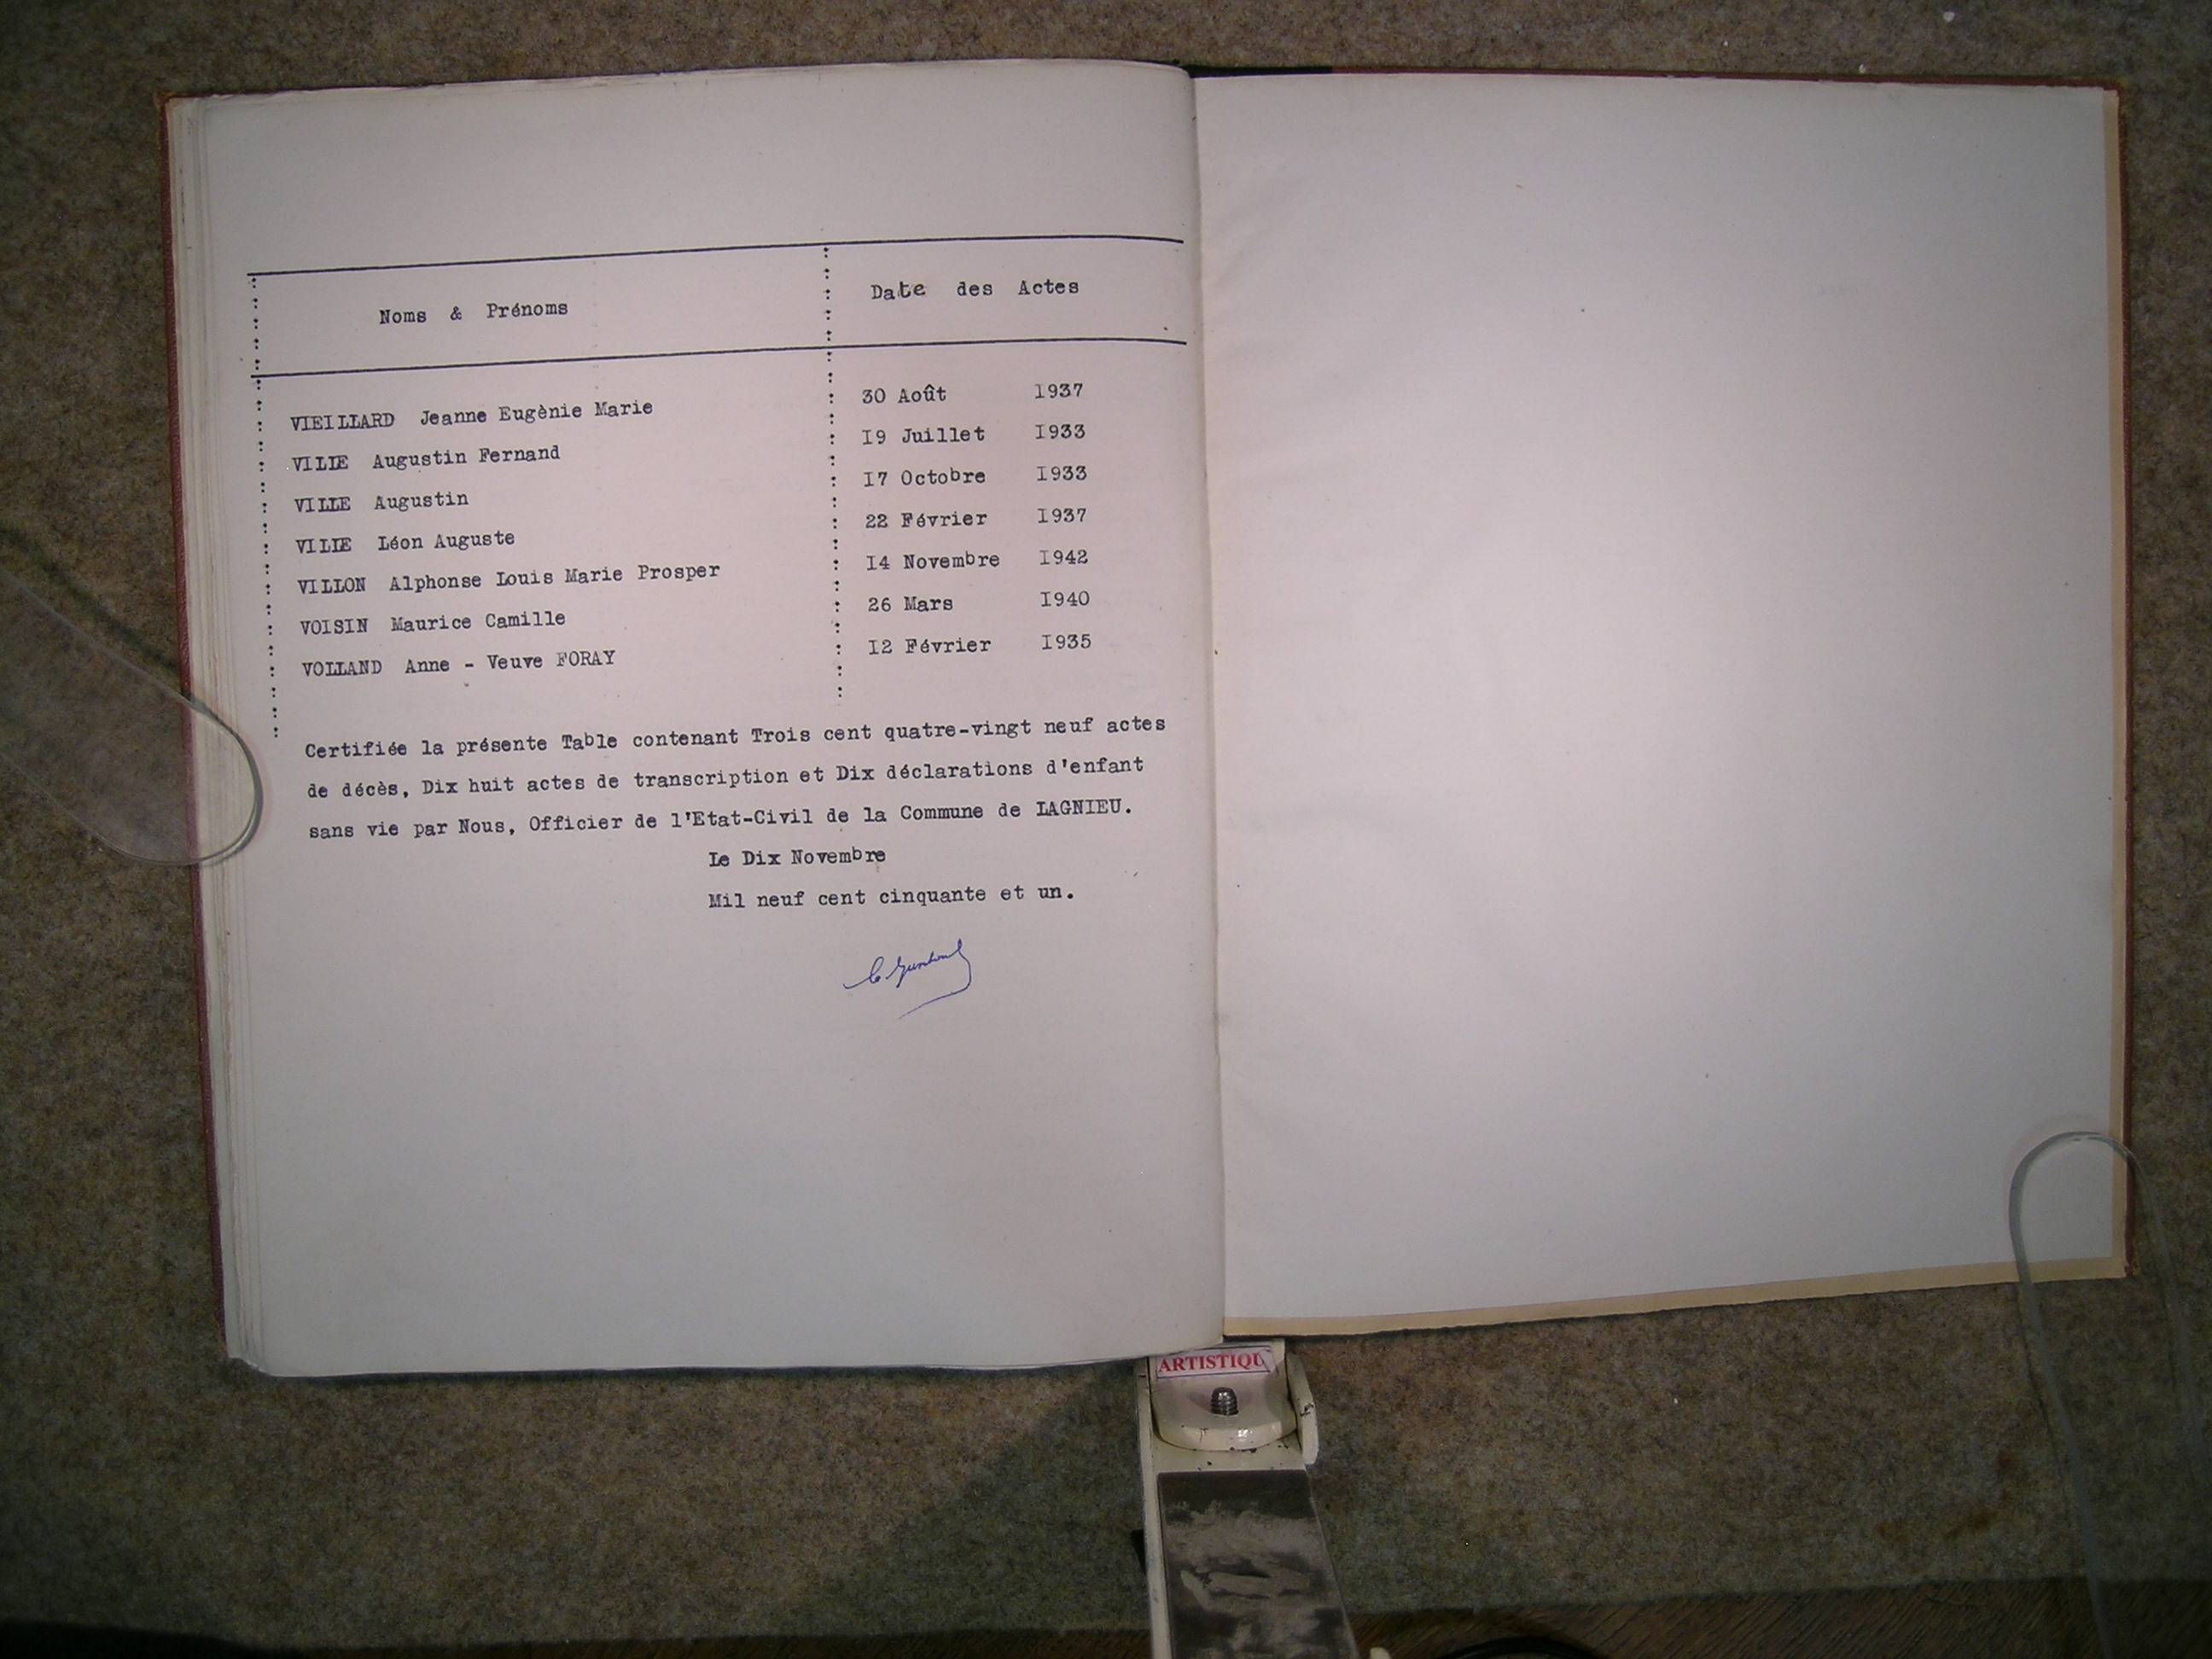 Noms & Prénoms Date des Actes
VIEILLARD Jeanne Eugènie Marie 30 Août 1937
VILLE Augustin Fernand 19 Juillet 1933
VILLE Augustin 17 Octobre 1933
VILLE Léon Auguste 22 Février 1937
VILLON Alphonse Louis Marie Prosper 14 Novembre 1942
VOISIN Maurice Camille 26 Mars 1940
VOLLAND Anne - Veuve FORAY 12 Février 1935
Certifiée la présente Table contenant Trois cent quatre-vingt neuf actes
de décès, Dix huit actes de transcription et Dix déclarations d'enfant
sans vie par Nous, Officier de l'Etat-Civil de la Commune de LAGNIEU.
Le Dix Novembre
Mil neuf cent cinquante et un.
ARTISTIQU